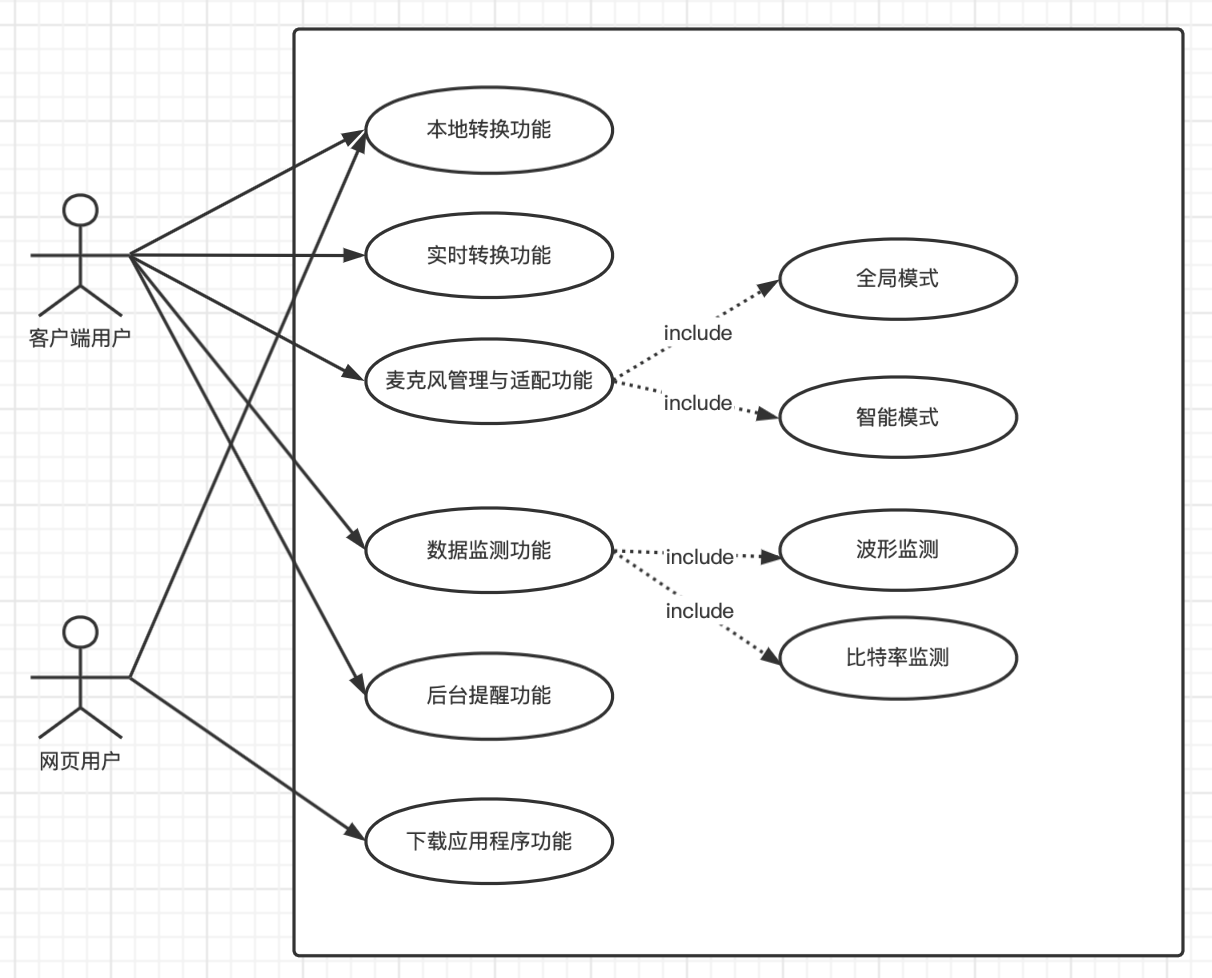 本地转换功能
实时转换功能
全局模式
客户端用户
include
麦克风管理与适配功能
include
智能模式
数据监测功能
include
波形监测
include
比特率监测
后台提醒功能
网页用户
下载应用程序功能